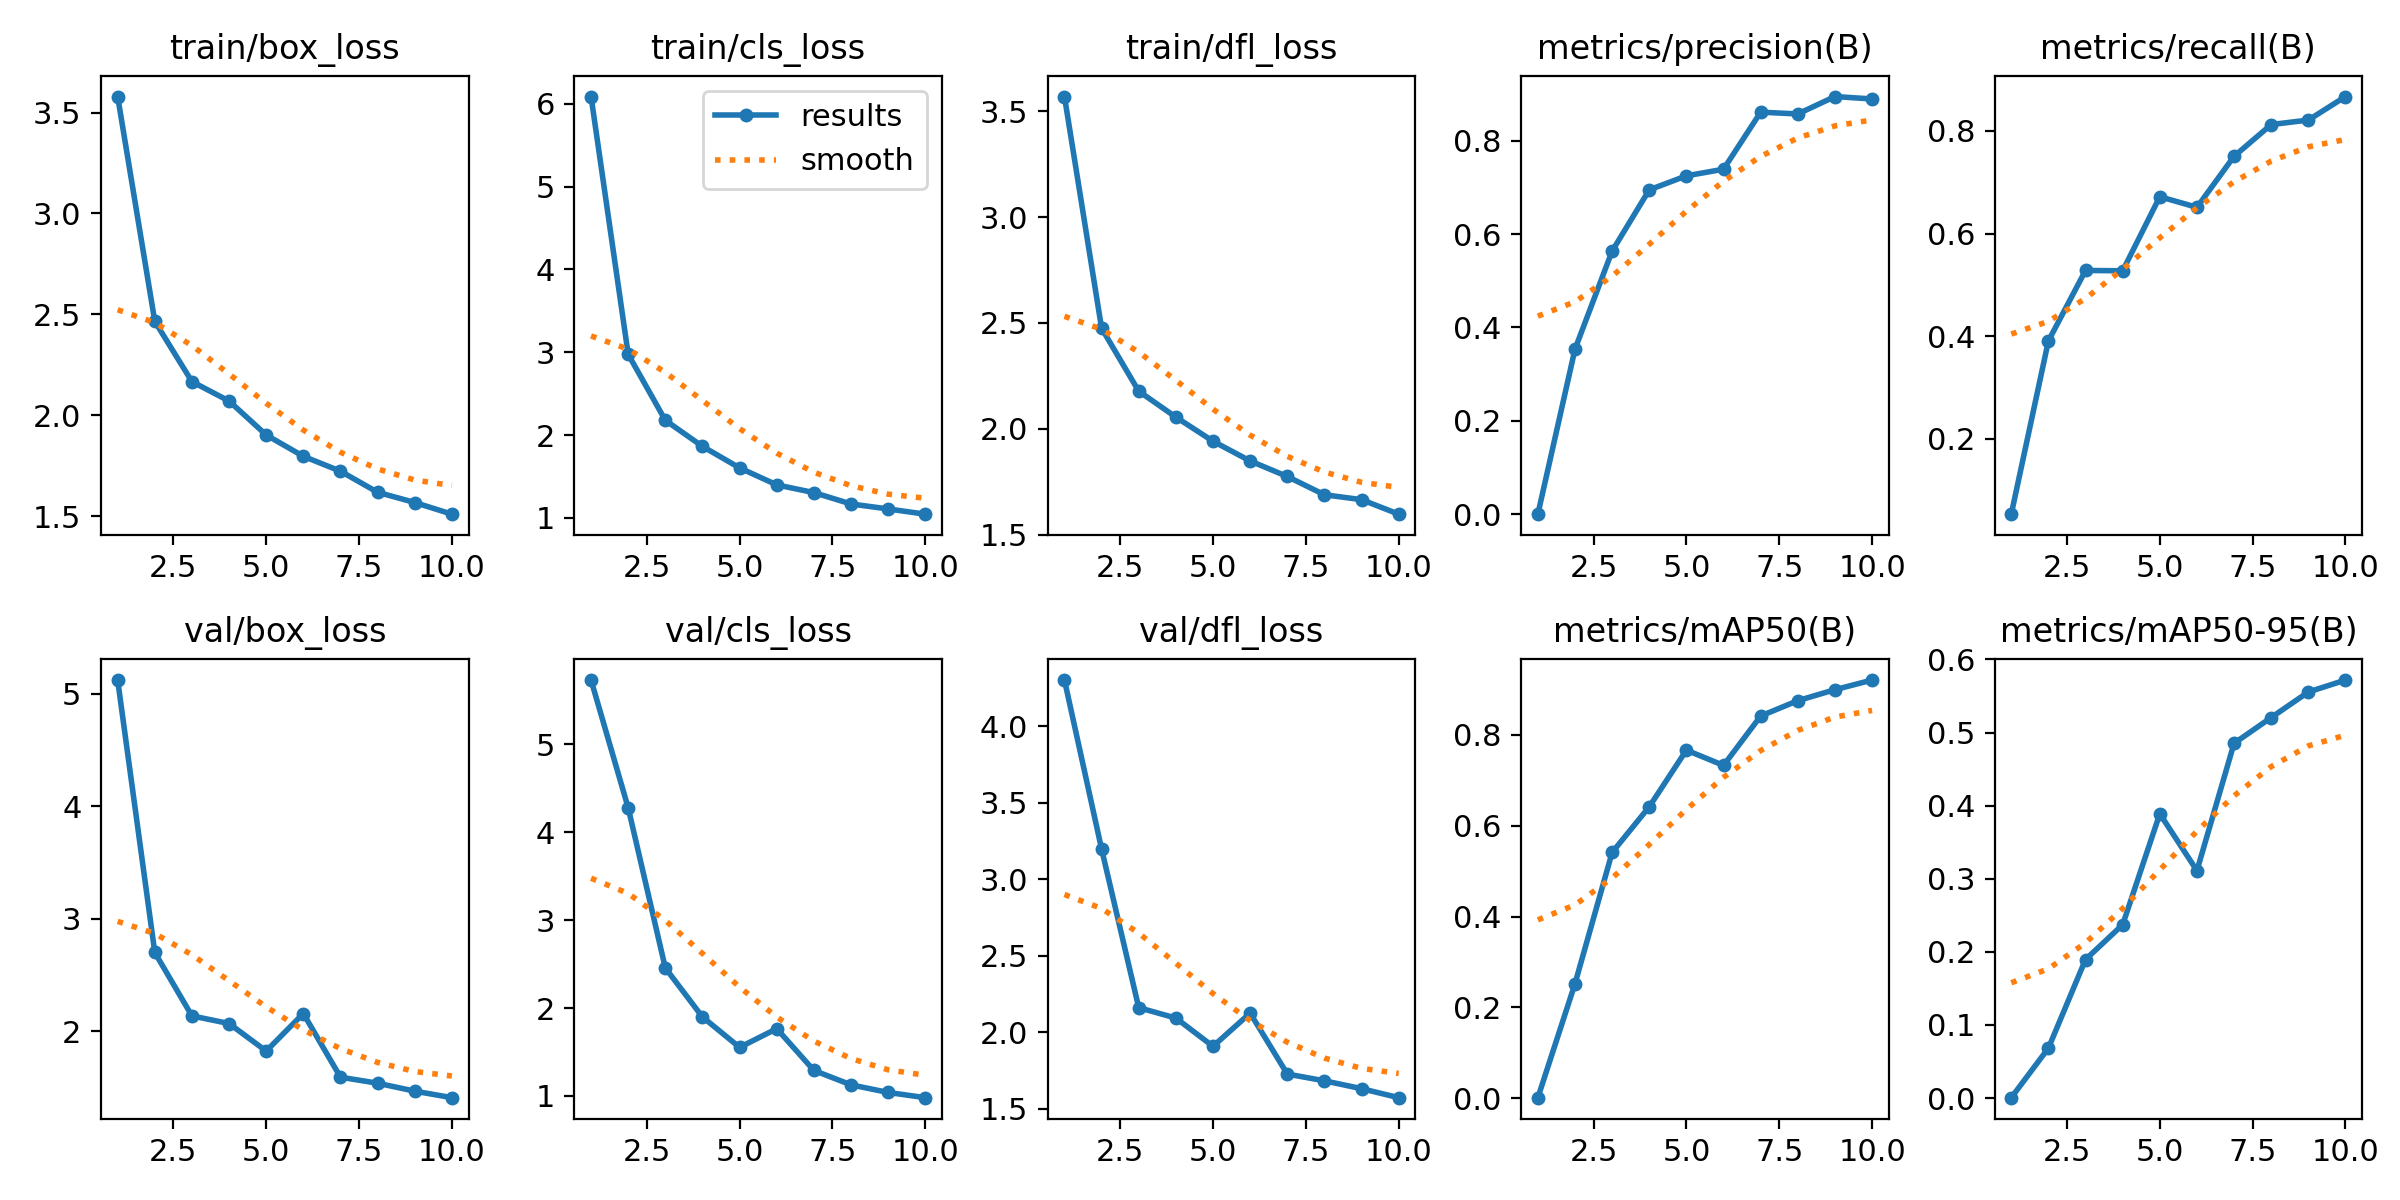 train/box_loss
3.5
3.0
2.5
2.0
1.5
2.5 5.0 7.5 10.0
train/cls_loss
results
smooth
6
5
4
3
2
1
2.5 5.0 7.5 10.0
train/dfl_loss
3.5
3.0
2.5
2.0
1.5
2.5 5.0 7.5 10.0
metrics/precision(B)
0.8
0.6
0.4
0.2
0.0
2.5 5.0 7.5 10.0
metrics/recall(B)
0.8
0.6
0.4
0.2
2.5 5.0 7.5 10.0
val/box_loss
5
4
3
2
2.5 5.0 7.5 10.0
val/cls_loss
5
4
3
2
1
2.5 5.0 7.5 10.0
val/dfl_loss
4.0
3.5
3.0
2.5
2.0
1.5
2.5 5.0 7.5 10.0
metrics/mAP50(B)
0.8
0.6
0.4
0.2
0.0
2.5 5.0 7.5 10.0
metrics/mAP50-95(B)
0.6
0.5
0.4
0.3
0.2
0.1
0.0
2.5 5.0 7.5 10.0